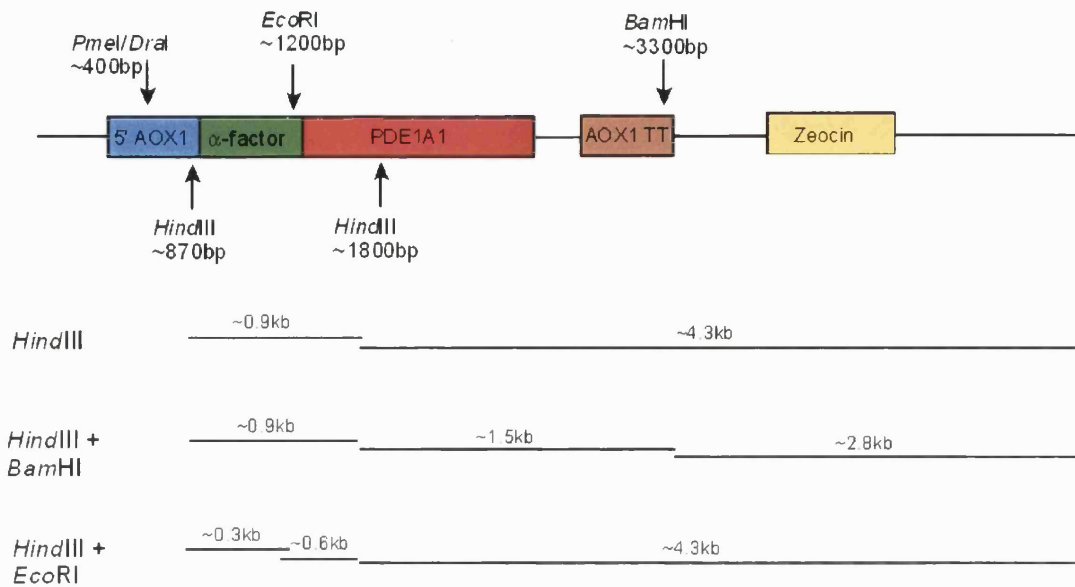 EcoRI
~1200bp
BamHI
~3300bp
PmeI/DraI
~400bp
5' AOX1
α-factor
PDE1A1
AOX1 TT
Zeocin
HindIII
~870bp
HindIII
~1800bp
HindIII
~0.9kb
~4.3kb
HindIII +
BamHI
~0.9kb
~1.5kb
~2.8kb
HindIII +
EcoRI
~0.3kb
~0.6kb
~4.3kb